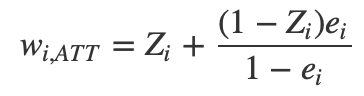 w_{i,ATT} = Z_i + \frac{(1 - Z_i)e_i}{1 - e_i}